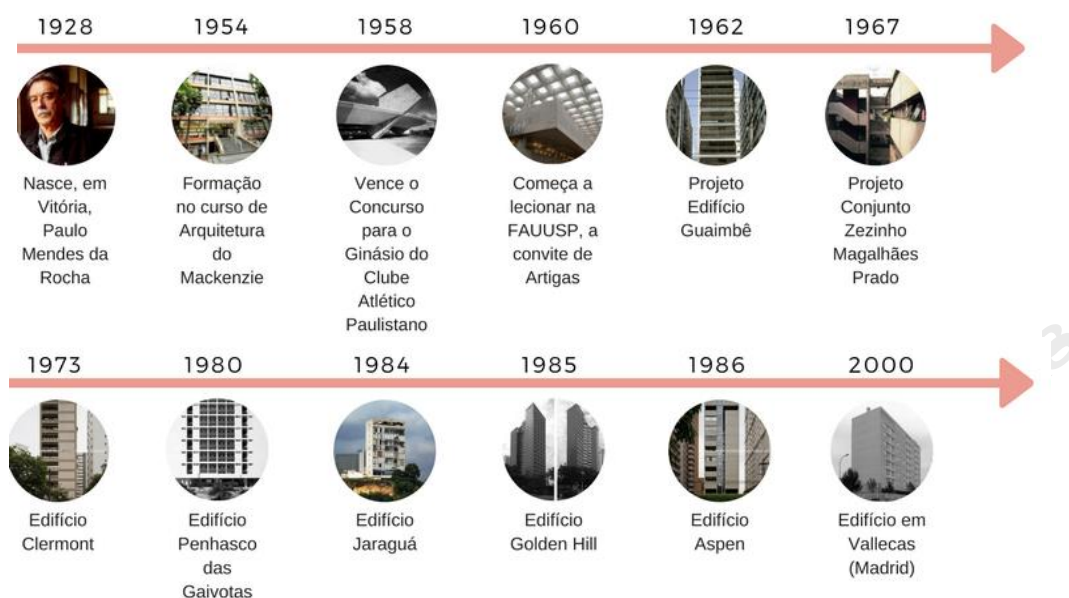 1928
1954
1958
1960
1962
1967
Nasce, em
Vitória,
Paulo
Mendes da
Rocha
Formação
no curso de
Arquitetura
do
Mackenzie
Vence o
Concurso
para o
Ginásio do
Clube
Atlético
Paulistano
Começa a
lecionar na
FAUUSP, a
convite de
Artigas
Projeto
Edifício
Guaimbê
Projeto
Conjunto
Zezinho
Magalhães
Prado
1973
1980
1984
1985
1986
2000
Edifício
Clermont
Edifício
Penhasco
das
Gaivotas
Edifício
Jaraguá
Edifício
Golden Hill
Edifício
Aspen
Edifício em
Vallecas
(Madrid)